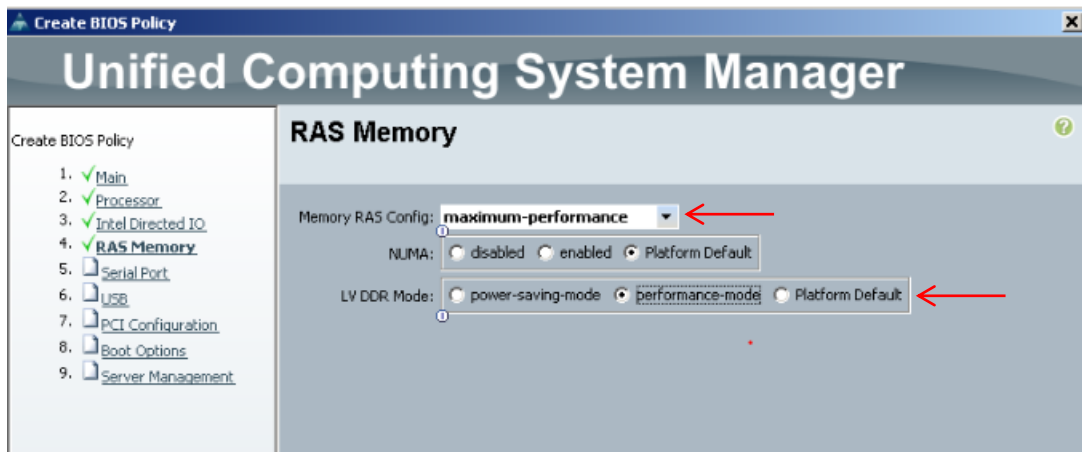 Create BIOS Policy
Unified Computing System Manager
Create BIOS Policy
1. Main
2. Processor
3. Intel Directed IO
4. RAS Memory
5. Serial Port
6. USB
7. PCI Configuration
8. Boot Options
9. Server Management
RAS Memory
Memory RAS Config: maximum-performance
NUMA: disabled enabled Platform Default
LV DDR Mode: power-saving-mode performance-mode Platform Default